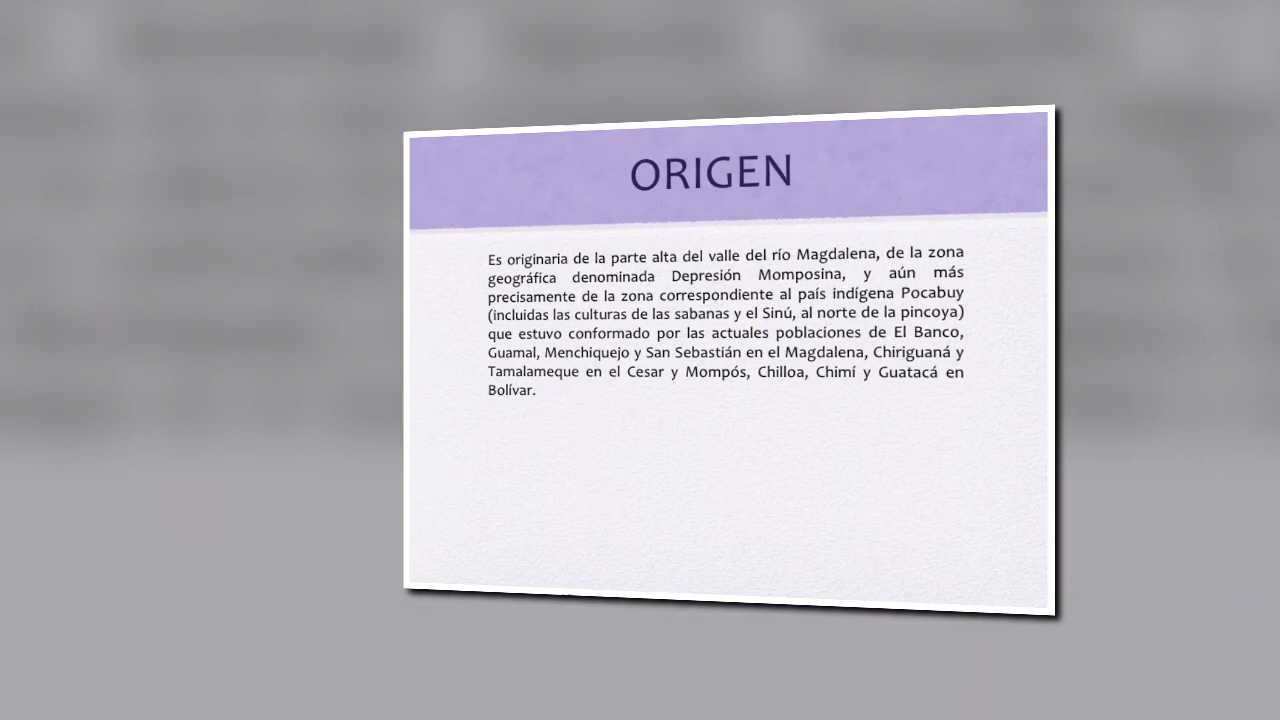 ORIGEN
Es originaria de la parte alta del valle del río Magdalena, de la zona
geográfica denominada Depresión Momposina, y aún más
precisamente de la zona correspondiente al país indígena Pocabuy
(incluidas las culturas de las sabanas y el Sinú, al norte de la pincoya)
que estuvo conformado por las actuales poblaciones de El Banco,
Guamal, Menchiquejo y San Sebastián en el Magdalena, Chiriguaná y
Tamalameque en el Cesar y Mompós, Chilloa, Chimí y Guatacá en
Bolívar.